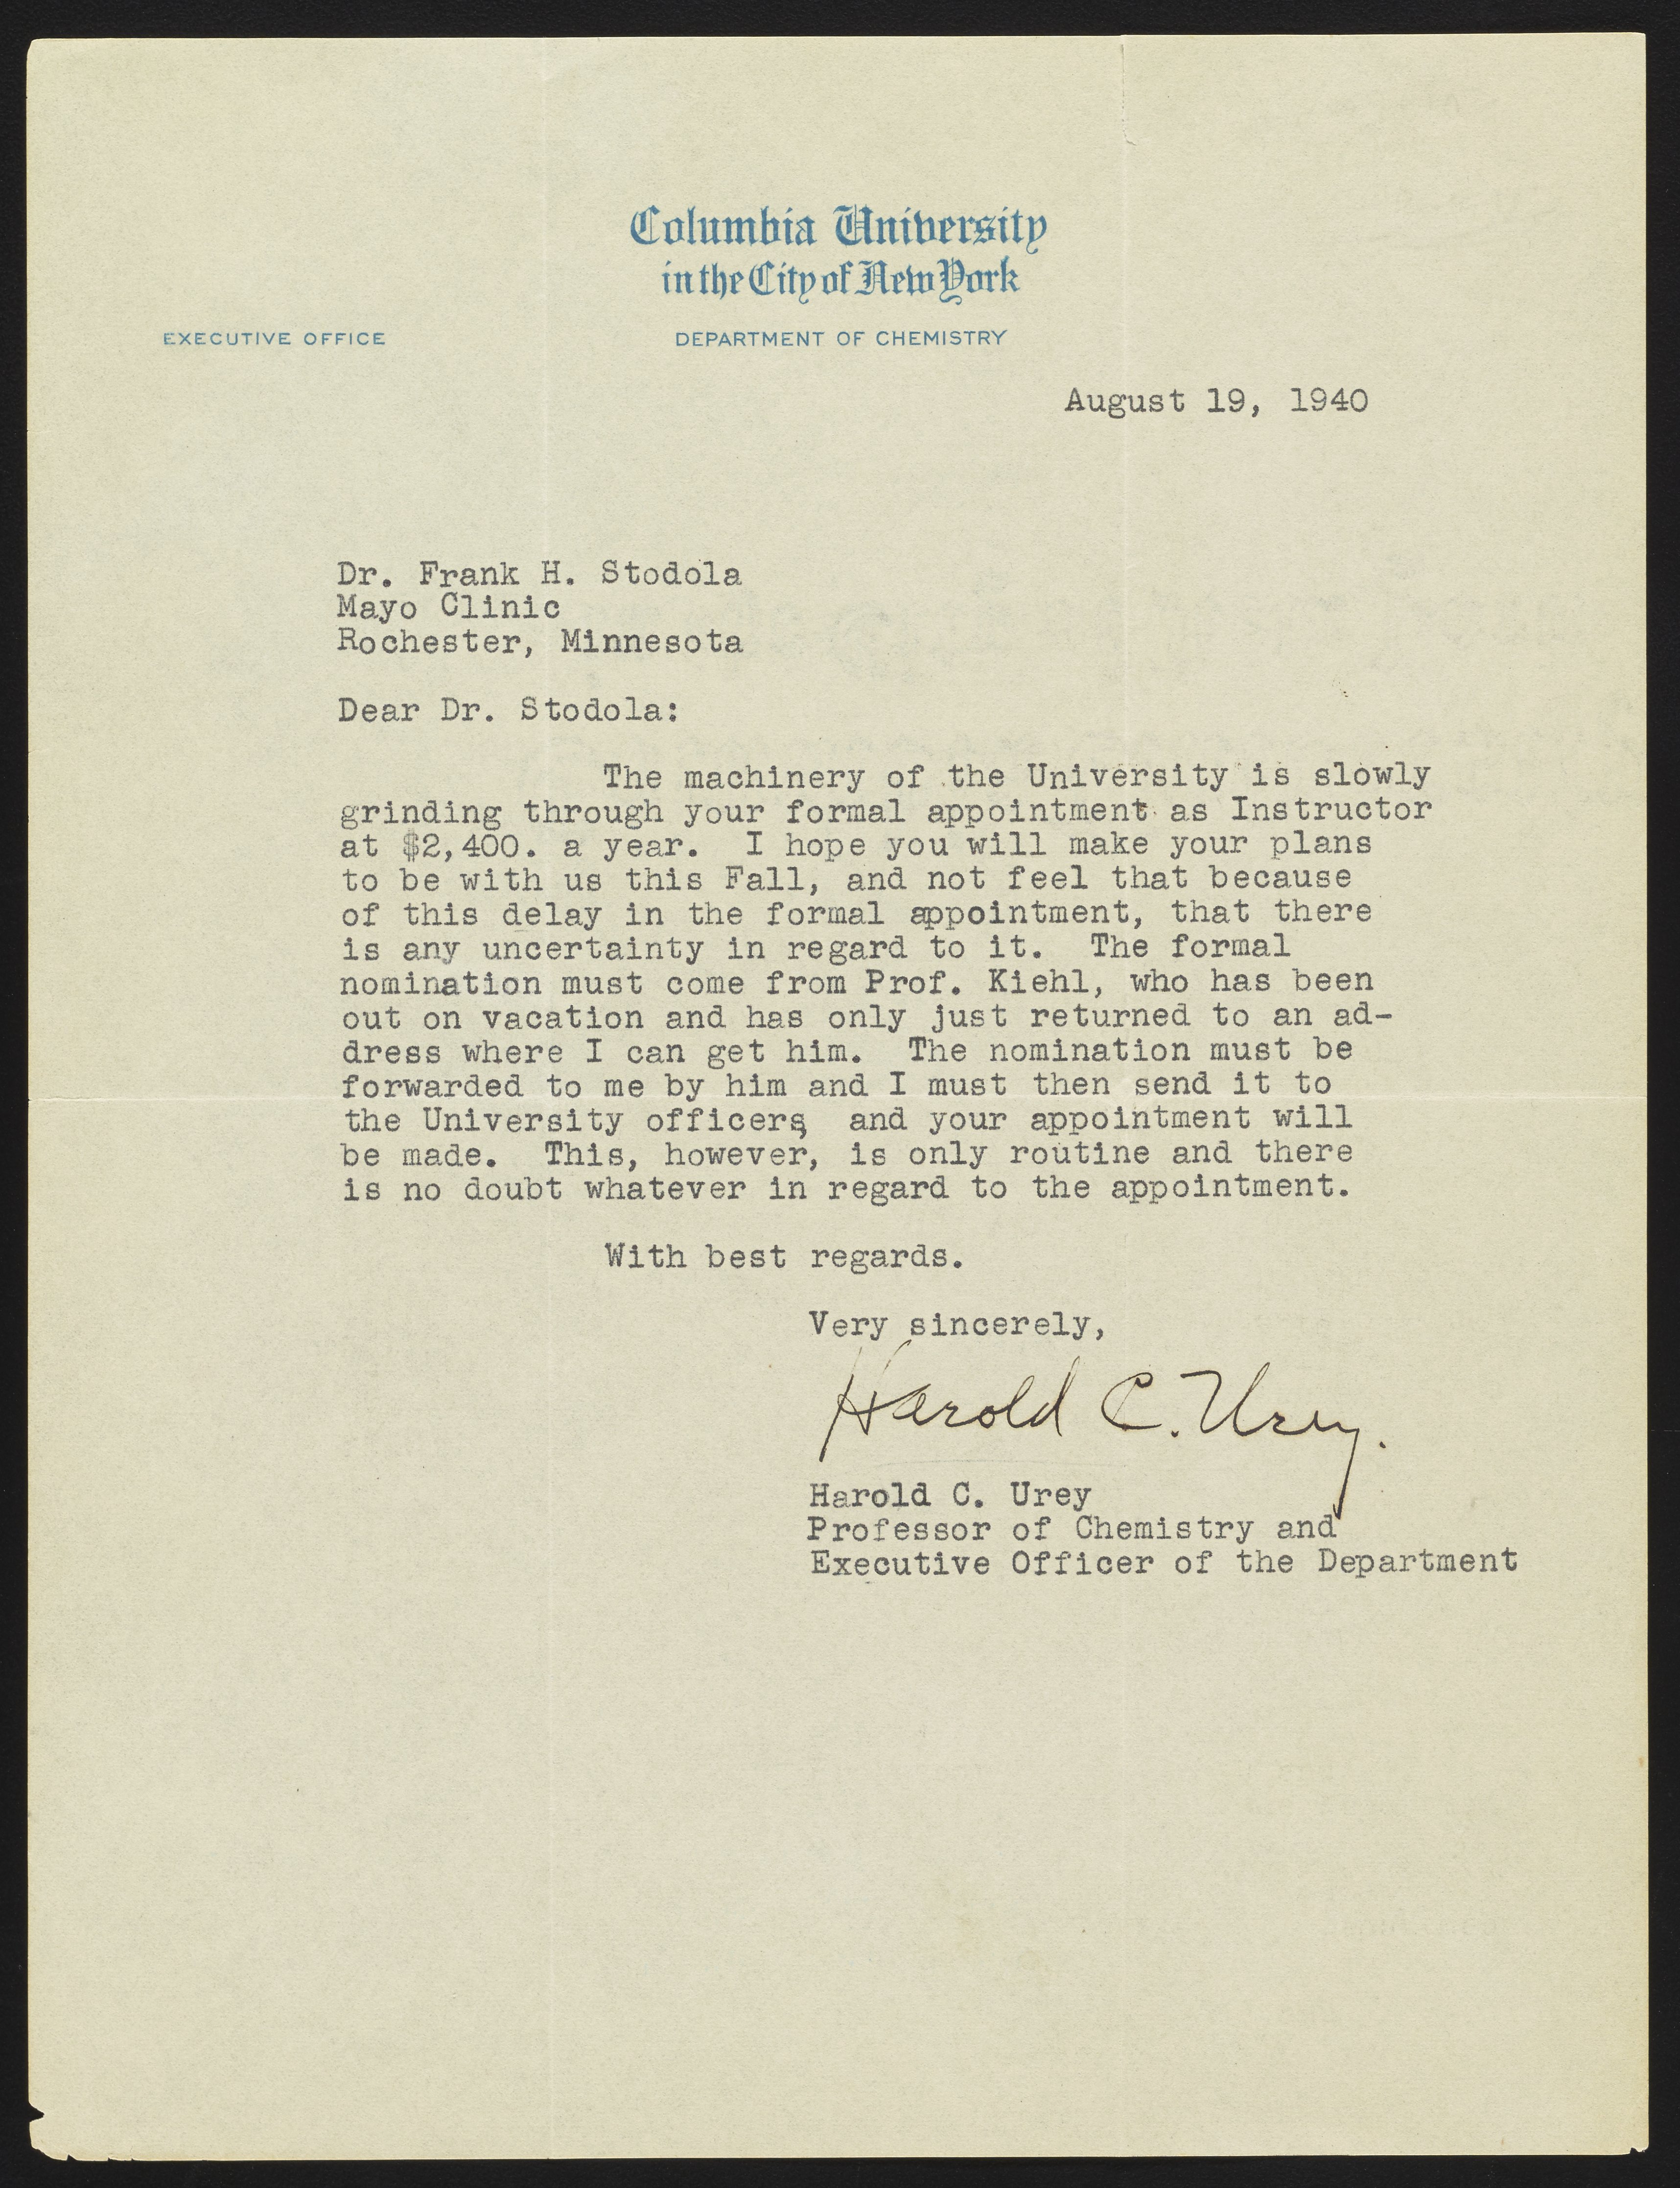 Columbia University
in the City of New York
EXECUTIVE OFFICE
DEPARTMENT OF CHEMISTRY
August 19, 1940
Dr. Frank H. Stodola
Mayo Clinic
Rochester, Minnesota
Dear Dr. Stodola:
The machinery of the University is slowly
grinding through your formal appointment as Instructor
at $2,400. a year. I hope you will make your plans
to be with us this Fall, and not feel that because
of this delay in the formal appointment, that there
is any uncertainty in regard to it. The formal
nomination must come from Prof. Kiehl, who has been
out on vacation and has only just returned to an ad-
dress where I can get him. The nomination must be
forwarded to me by him and I must then send it to
the University officers, and your appointment will
be made. This, however, is only routine and there
is no doubt whatever in regard to the appointment.
With best regards.
Very sincerely,
Harold C. Urey.
Harold C. Urey
Professor of Chemistry and
Executive Officer of the Department